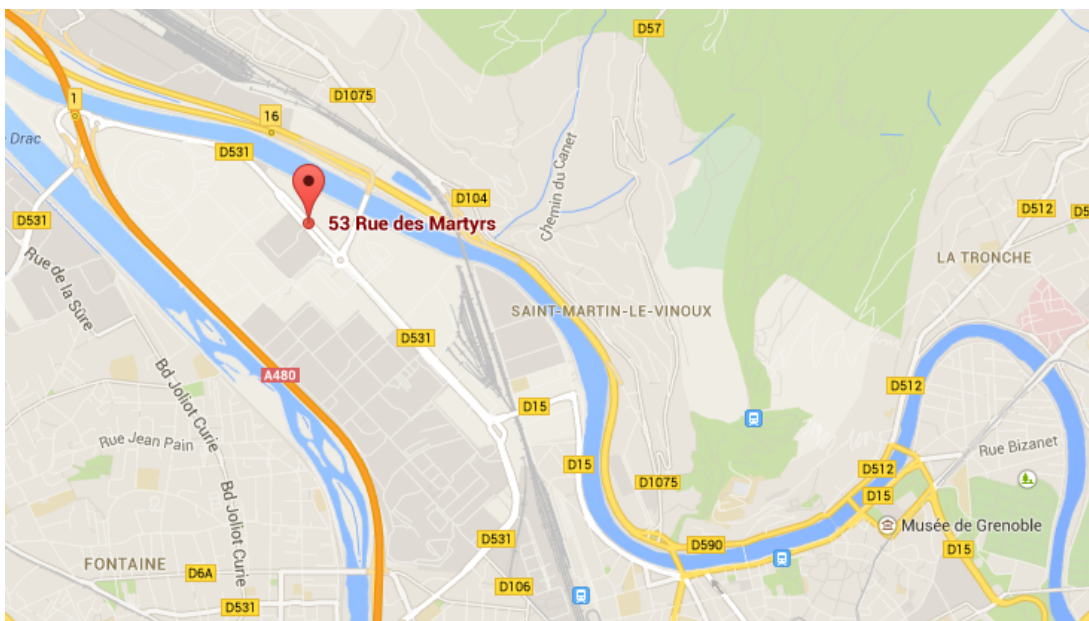 D57
1
D1075
16
Drac
D531
D104
Chemin du Canet
D512
D531
53 Rue des Martyrs
Rue de la Sûre
LA TRONCHE
SAINT-MARTIN-LE-VINOUX
D531
A480
Bd Joliot Curie
D512
D15
Rue Jean Pain
Rue Bizanet
D15
D512
D1075
D15
Bd Joliot Curie
Musée de Grenoble
D531
D590
D15
FONTAINE
D6A
D106
D531